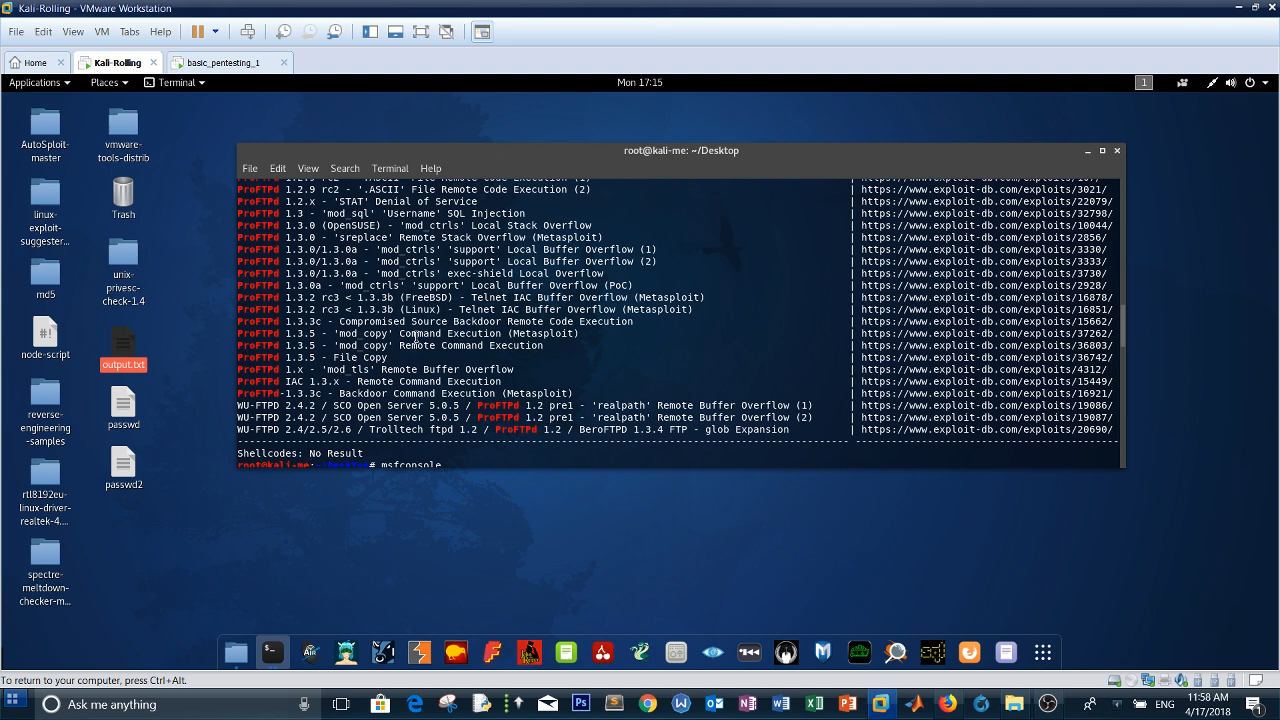 Kali-Rolling - VMware Workstation
File Edit View VM Tabs Help
Home Kali-Rolling basic_pentesting_1
Applications Places Terminal Mon 17:15 1
AutoSploit-master
vmware-tools-distrib
linux-exploit-suggester...
Trash
md5
unix-privesc-check-1.4
node-script
output.txt
reverse-engineering-samples
passwd
rtl8192eu-linux-driver-realtek-4....
passwd2
spectre-meltdown-checker-m...
root@kali-me: ~/Desktop
File Edit View Search Terminal Help
ProFTPd 1.2.9 rc2 - '.ASCII' File Remote Code Execution (2) | https://www.exploit-db.com/exploits/3021/
ProFTPd 1.2.x - 'STAT' Denial of Service | https://www.exploit-db.com/exploits/22079/
ProFTPd 1.3 - 'mod_sql' 'Username' SQL Injection | https://www.exploit-db.com/exploits/32798/
ProFTPd 1.3.0 (OpenSUSE) - 'mod_ctrls' Local Stack Overflow | https://www.exploit-db.com/exploits/10044/
ProFTPd 1.3.0 - 'sreplace' Remote Stack Overflow (Metasploit) | https://www.exploit-db.com/exploits/2856/
ProFTPd 1.3.0/1.3.0a - 'mod_ctrls' 'support' Local Buffer Overflow (1) | https://www.exploit-db.com/exploits/3330/
ProFTPd 1.3.0/1.3.0a - 'mod_ctrls' 'support' Local Buffer Overflow (2) | https://www.exploit-db.com/exploits/3333/
ProFTPd 1.3.0/1.3.0a - 'mod_ctrls' exec-shield Local Overflow | https://www.exploit-db.com/exploits/3730/
ProFTPd 1.3.0a - 'mod_ctrls' 'support' Local Buffer Overflow (PoC) | https://www.exploit-db.com/exploits/2928/
ProFTPd 1.3.2 rc3 < 1.3.3b (FreeBSD) - Telnet IAC Buffer Overflow (Metasploit) | https://www.exploit-db.com/exploits/16878/
ProFTPd 1.3.2 rc3 < 1.3.3b (Linux) - Telnet IAC Buffer Overflow (Metasploit) | https://www.exploit-db.com/exploits/16851/
ProFTPd 1.3.3c - Compromised Source Backdoor Remote Code Execution | https://www.exploit-db.com/exploits/15662/
ProFTPd 1.3.5 - 'mod_copy' Command Execution (Metasploit) | https://www.exploit-db.com/exploits/37262/
ProFTPd 1.3.5 - 'mod_copy' Remote Command Execution | https://www.exploit-db.com/exploits/36803/
ProFTPd 1.3.5 - File Copy | https://www.exploit-db.com/exploits/36742/
ProFTPd 1.x - 'mod_tls' Remote Buffer Overflow | https://www.exploit-db.com/exploits/4312/
ProFTPd IAC 1.3.x - Remote Command Execution | https://www.exploit-db.com/exploits/15449/
ProFTPd-1.3.3c - Backdoor Command Execution (Metasploit) | https://www.exploit-db.com/exploits/16921/
WU-FTPD 2.4.2 / SCO Open Server 5.0.5 / ProFTPd 1.2 pre1 - 'realpath' Remote Buffer Overflow (1) | https://www.exploit-db.com/exploits/19086/
WU-FTPD 2.4.2 / SCO Open Server 5.0.5 / ProFTPd 1.2 pre1 - 'realpath' Remote Buffer Overflow (2) | https://www.exploit-db.com/exploits/19087/
WU-FTPD 2.4/2.5/2.6 / Trolltech ftpd 1.2 / ProFTPd 1.2 / BeroFTPD 1.3.4 FTP - glob Expansion | https://www.exploit-db.com/exploits/20690/
Shellcodes: No Result
root@kali-me:~/Desktop# msfconsole
To return to your computer, press Ctrl+Alt.
Ask me anything
ENG
11:58 AM
4/17/2018